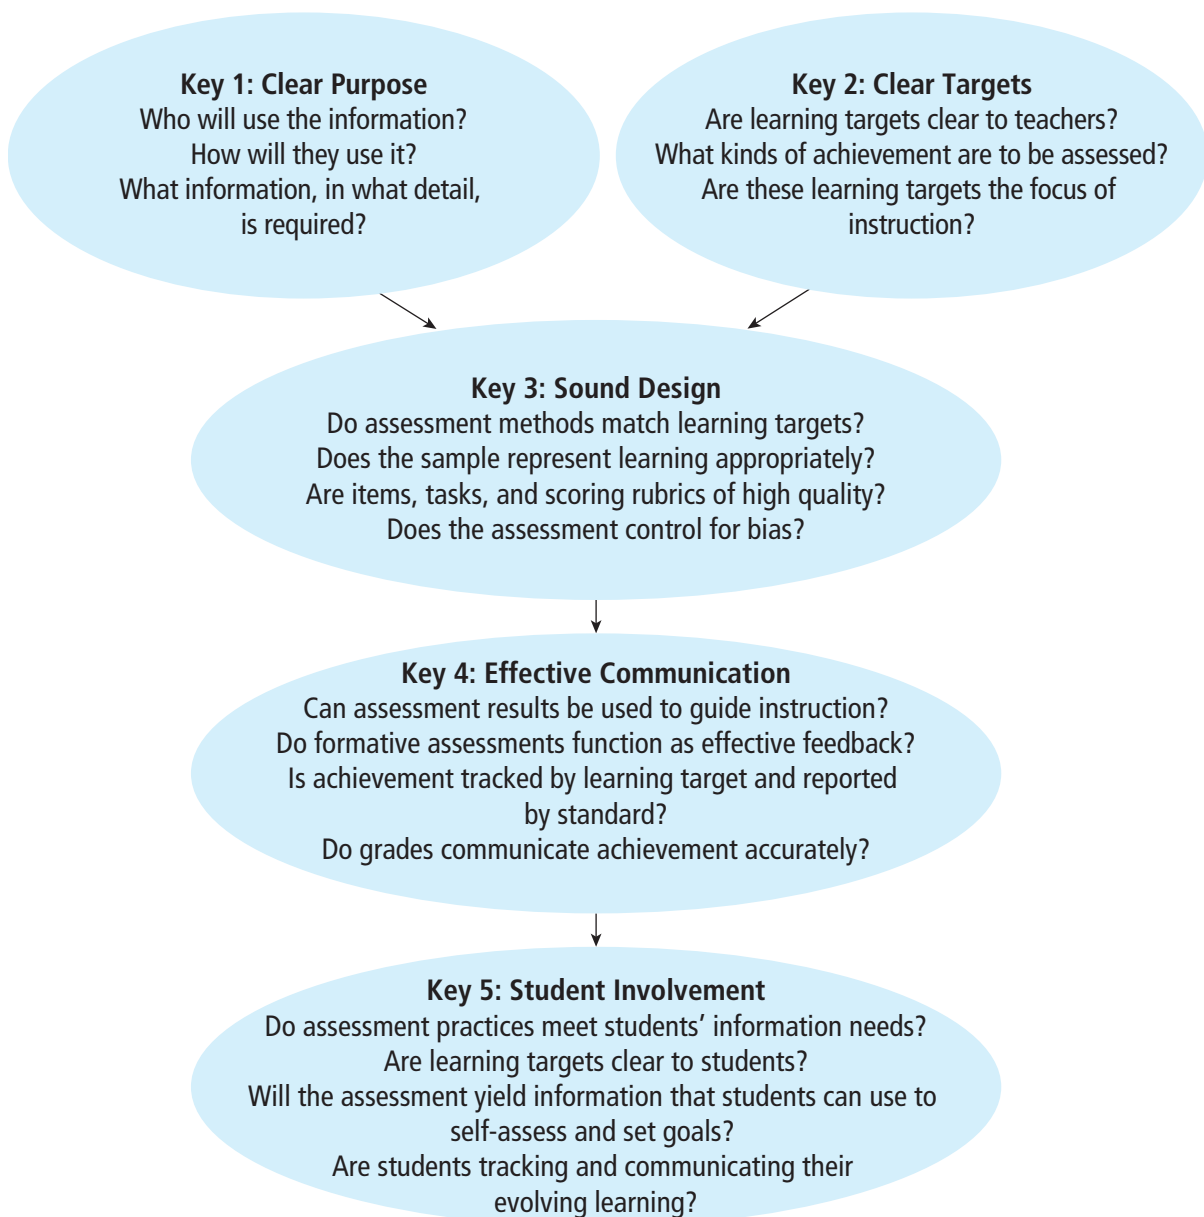 Key 1: Clear Purpose
Who will use the information?
How will they use it?
What information, in what detail,
is required?
Key 2: Clear Targets
Are learning targets clear to teachers?
What kinds of achievement are to be assessed?
Are these learning targets the focus of
instruction?
Key 3: Sound Design
Do assessment methods match learning targets?
Does the sample represent learning appropriately?
Are items, tasks, and scoring rubrics of high quality?
Does the assessment control for bias?
Key 4: Effective Communication
Can assessment results be used to guide instruction?
Do formative assessments function as effective feedback?
Is achievement tracked by learning target and reported
by standard?
Do grades communicate achievement accurately?
Key 5: Student Involvement
Do assessment practices meet students’ information needs?
Are learning targets clear to students?
Will the assessment yield information that students can use to
self-assess and set goals?
Are students tracking and communicating their
evolving learning?